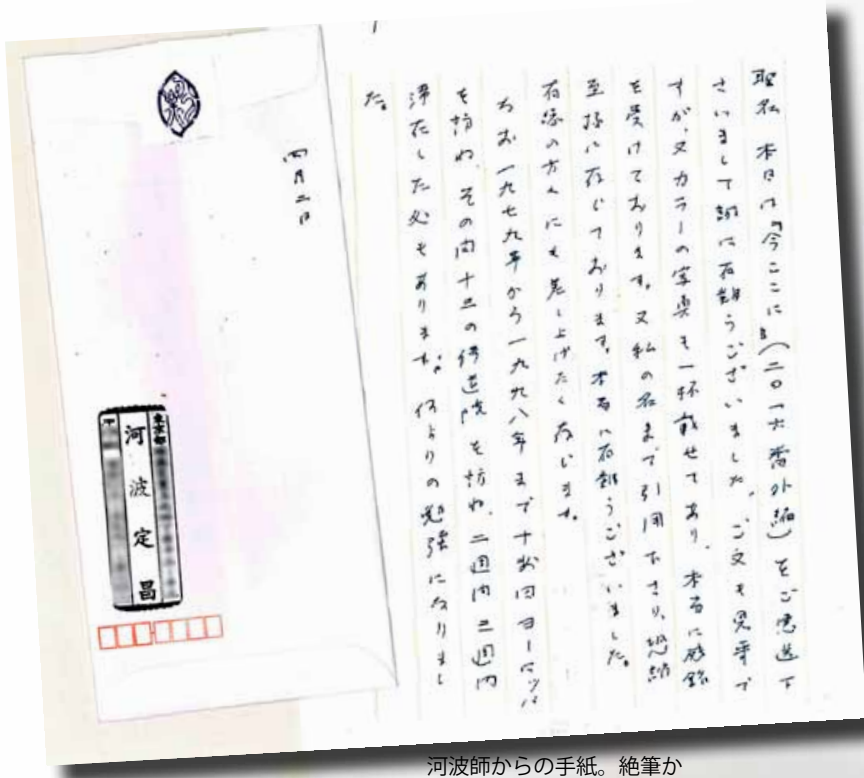 本日は『今ここに』(二〇一六番外編)をご恵送下
さいまして誠に有難うございました。ご文も見事で
すが、又カラーの写真も一杯載せてあり、本当に感銘
を受けております。又私の名まで引用下さり、恐縮
至極に存じております。本当に有難うございました。
有縁の方々にも差し上げたく存じます。
なお一九七九年から一九九八年まで十数回ヨーロッパ
を訪れ、その間十三の修道院を訪れ、二週間三週間
滞在した処もあります。何よりの勉強になりまし
た。
四月二日
東京都
河波定昌
〒
河波師からの手紙。絶筆か